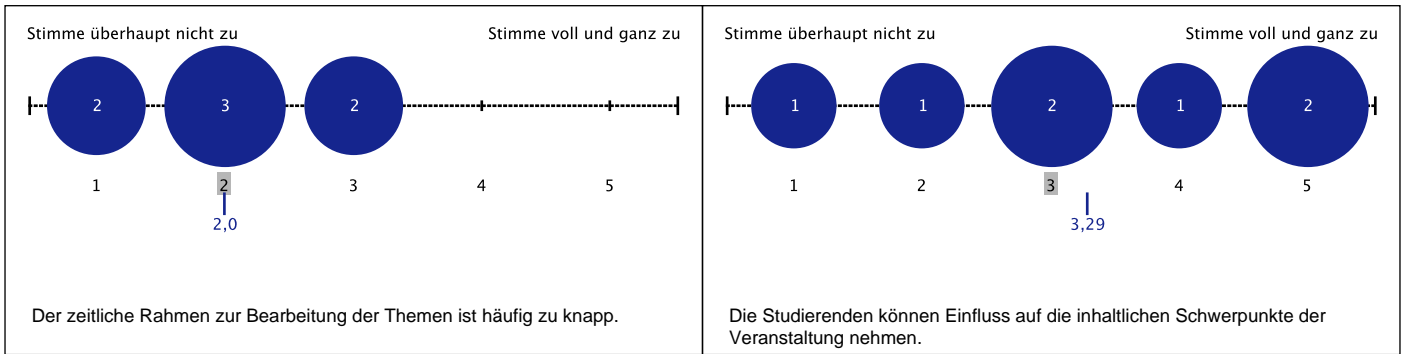 Stimme überhaupt nicht zu Stimme voll und ganz zu
2 3 2
1 2 3 4 5
2,0
Der zeitliche Rahmen zur Bearbeitung der Themen ist häufig zu knapp.
Stimme überhaupt nicht zu Stimme voll und ganz zu
1 1 2 1 2
1 2 3 4 5
3,29
Die Studierenden können Einfluss auf die inhaltlichen Schwerpunkte der
Veranstaltung nehmen.